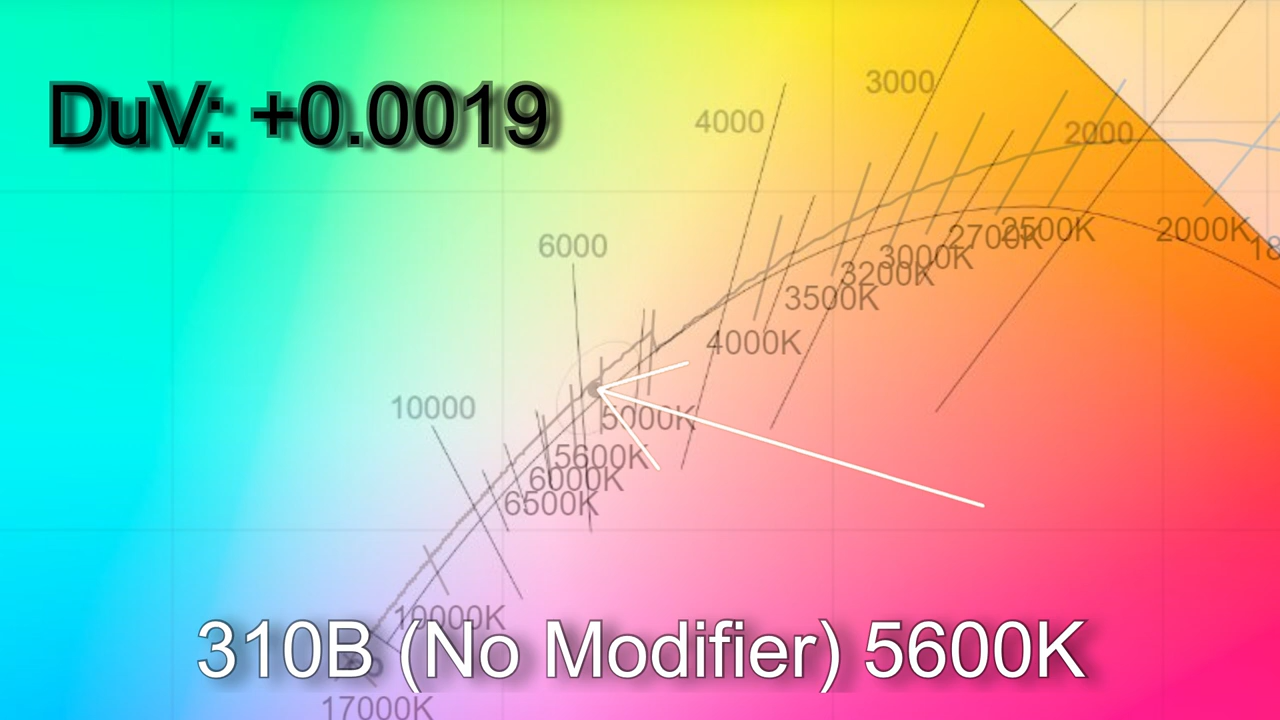 DuV: +0.0019
3000
4000
2000
2500K
2000K
2700K
3000K
3200K
3500K
6000
4000K
10000
5000K
5600K
6000K
6500K
10000K
310B (No Modifier) 5600K
17000K